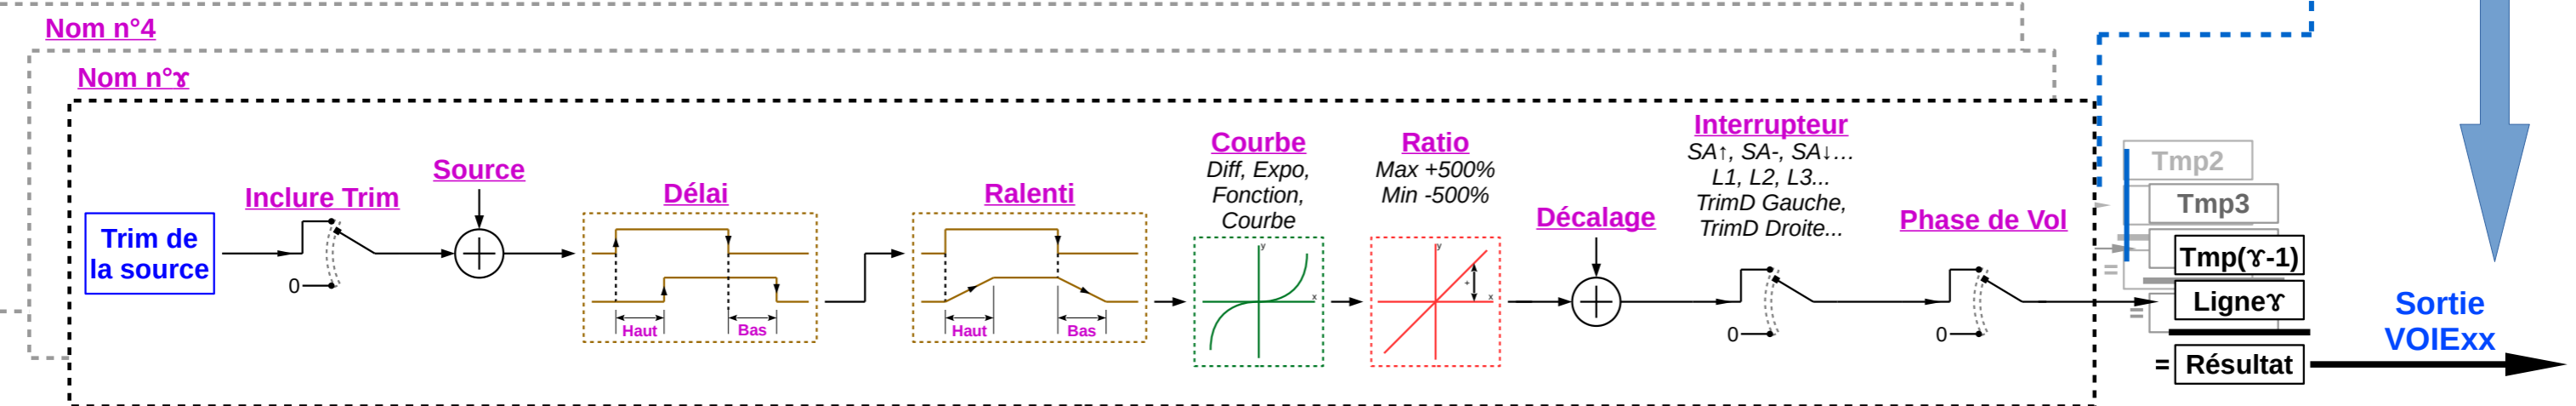 Nom n°4
Nom n°ɤ
Trim de
la source
Inclure Trim
0
Source
Délai
Haut
Bas
Ralenti
Haut
Bas
Courbe
Diff, Expo,
Fonction,
Courbe
y
x
Ratio
Max +500%
Min -500%
y
+
x
Décalage
Interrupteur
SA↑, SA-, SA↓...
L1, L2, L3...
TrimD Gauche,
TrimD Droite...
0
Phase de Vol
0
Tmp2
=
Tmp3
=
Tmp(ɤ-1)
Ligneɤ
= Résultat
Sortie
VOIExx